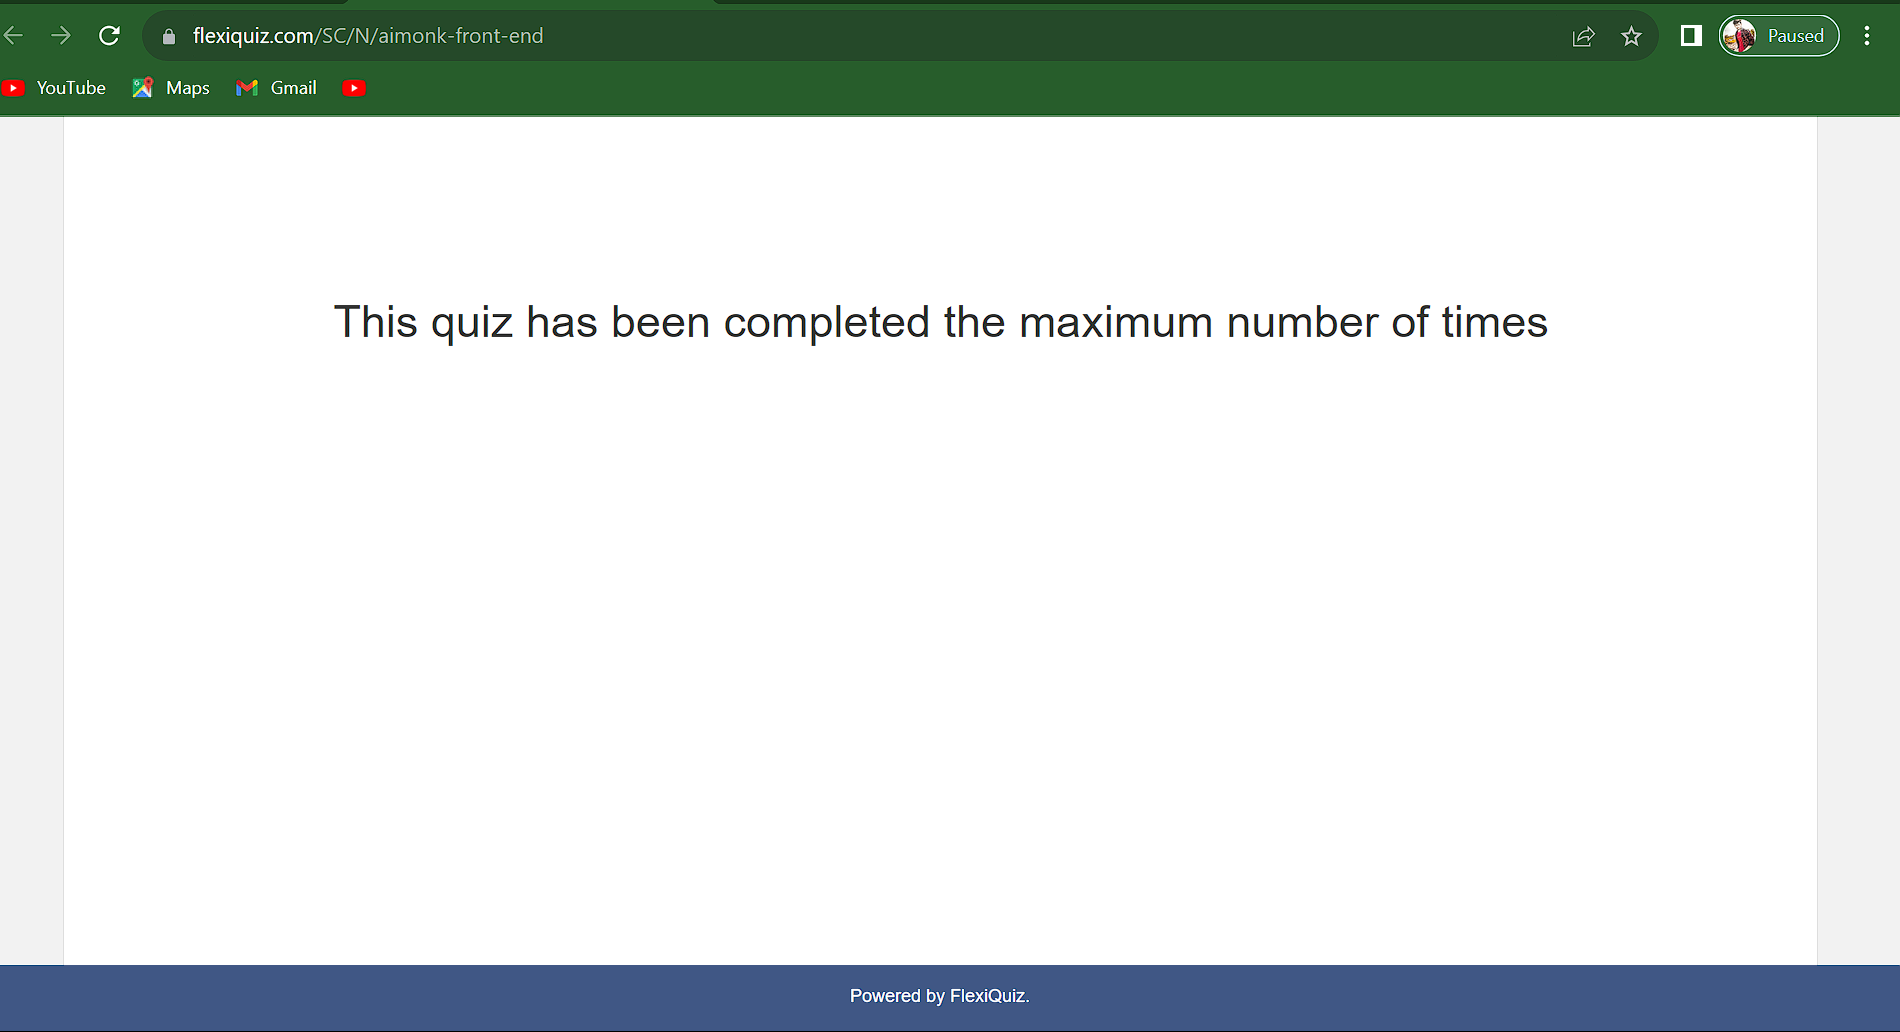 flexiquiz.com/SC/N/aimonk-front-end
Paused
YouTube
Maps
Gmail
This quiz has been completed the maximum number of times
Powered by FlexiQuiz.